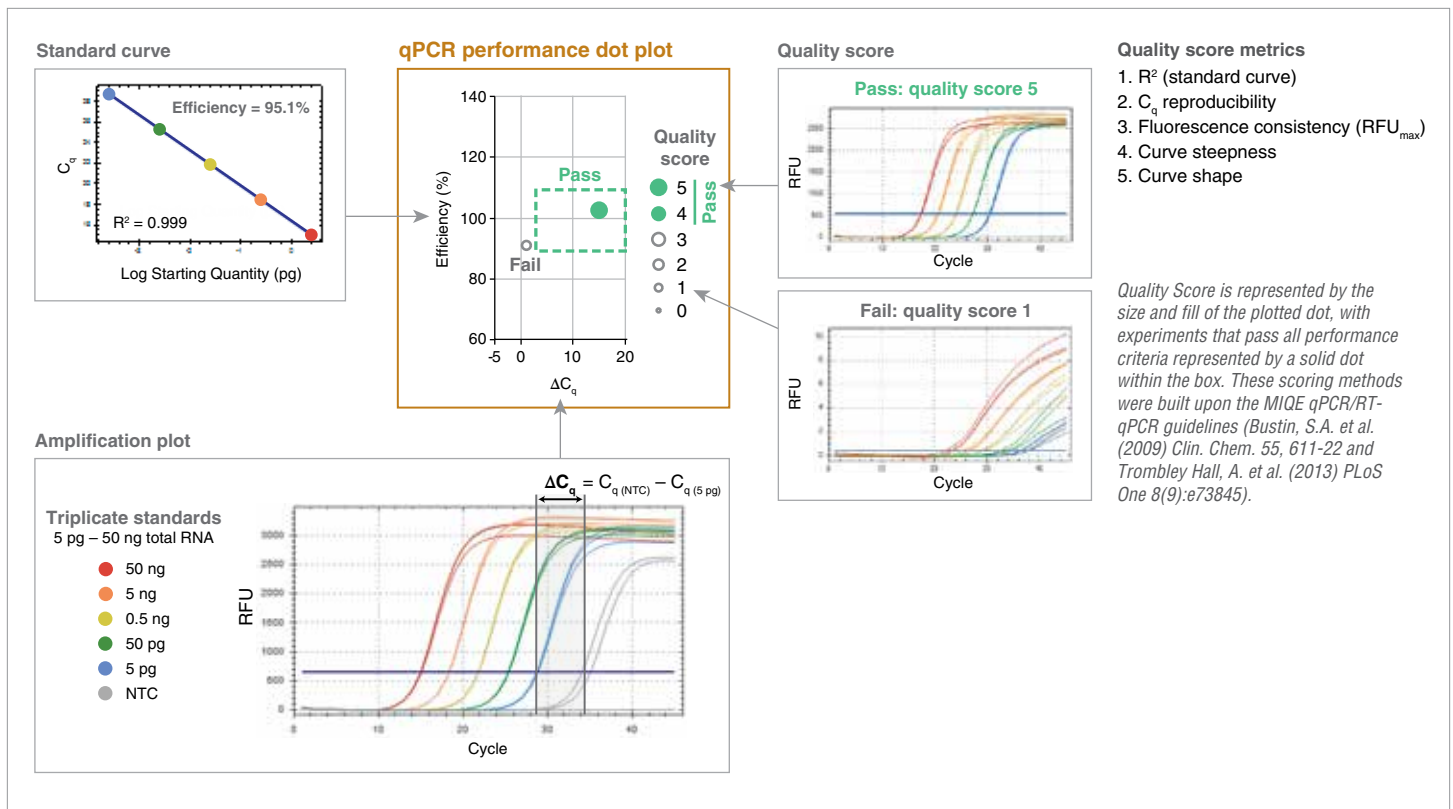 Standard curve
Efficiency = 95.1%
C_q
R² = 0.999
Log Starting Quantity (pg)
qPCR performance dot plot
140
120
100
80
60
Efficiency (%)
-5 0 10 20
ΔC_q
Pass
Fail
Quality
score
5
4
3
2
1
0
Pass
Quality score
Pass: quality score 5
RFU
Cycle
Fail: quality score 1
RFU
Cycle
Quality score metrics
1. R² (standard curve)
2. C_q reproducibility
3. Fluorescence consistency (RFU_max)
4. Curve steepness
5. Curve shape
Quality Score is represented by the
size and fill of the plotted dot, with
experiments that pass all performance
criteria represented by a solid dot
within the box. These scoring methods
were built upon the MIQE qPCR/RT-
qPCR guidelines (Bustin, S.A. et al.
(2009) Clin. Chem. 55, 611-22 and
Trombley Hall, A. et al. (2013) PLoS
One 8(9):e73845).
Amplification plot
ΔC_q = C_q (NTC) – C_q (5 pg)
Triplicate standards
5 pg – 50 ng total RNA
50 ng
5 ng
0.5 ng
50 pg
5 pg
NTC
RFU
3000
2500
2000
1500
1000
500
0
0 10 20 30 40
Cycle